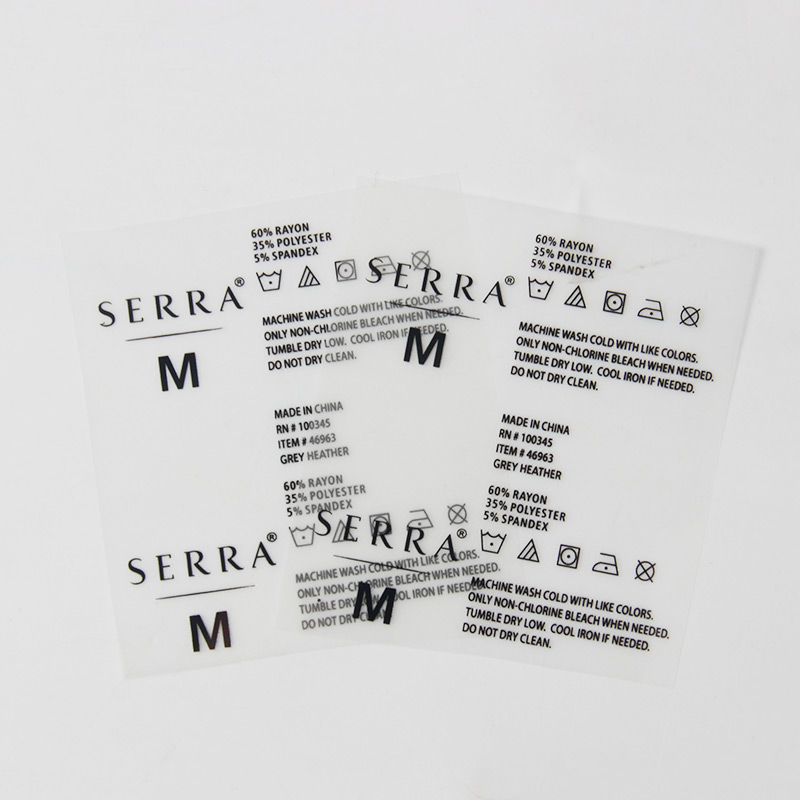 SERRA®
M
60% RAYON
35% POLYESTER
5% SPANDEX
MACHINE WASH COLD WITH LIKE COLORS.
ONLY NON-CHLORINE BLEACH WHEN NEEDED.
TUMBLE DRY LOW. COOL IRON IF NEEDED.
DO NOT DRY CLEAN.
MADE IN CHINA
RN # 100345
ITEM # 46963
GREY HEATHER
SERRA®
M
60% RAYON
35% POLYESTER
5% SPANDEX
MACHINE WASH COLD WITH LIKE COLORS.
ONLY NON-CHLORINE BLEACH WHEN NEEDED.
TUMBLE DRY LOW. COOL IRON IF NEEDED.
DO NOT DRY CLEAN.
SERRA®
M
60% RAYON
35% POLYESTER
5% SPANDEX
MACHINE WASH COLD WITH LIKE COLORS.
ONLY NON-CHLORINE BLEACH WHEN NEEDED.
TUMBLE DRY LOW. COOL IRON IF NEEDED.
DO NOT DRY CLEAN.
MADE IN CHINA
RN # 100345
ITEM # 46963
GREY HEATHER
SERRA®
M
60% RAYON
35% POLYESTER
5% SPANDEX
MACHINE WASH COLD WITH LIKE COLORS.
ONLY NON-CHLORINE BLEACH WHEN NEEDED.
TUMBLE DRY LOW. COOL IRON IF NEEDED.
DO NOT DRY CLEAN.